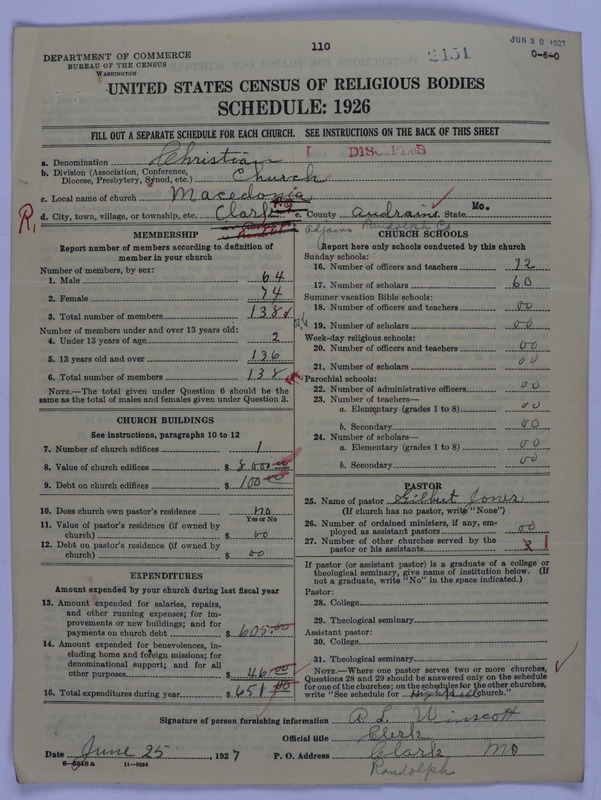 110
DEPARTMENT OF COMMERCE
BUREAU OF THE CENSUS
WASHINGTON
2151
JUN 30 1927
0-6-0
UNITED STATES CENSUS OF RELIGIOUS BODIES
SCHEDULE: 1926
FILL OUT A SEPARATE SCHEDULE FOR EACH CHURCH. SEE INSTRUCTIONS ON THE BACK OF THIS SHEET
a. Denomination Christian DISCIPLES
b. Division (Association, Conference, Diocese, Presbytery, Synod, etc.) Church
c. Local name of church Macedonia
R, d. City, town, village, or township, etc. Clark e. County Audrain f. State Mo.
adjoins Randolph Co
MEMBERSHIP
Report number of members according to definition of member in your church
Number of members, by sex:
1. Male 64
2. Female 74
3. Total number of members 138
Number of members under and over 13 years old:
4. Under 13 years of age 2
5. 13 years old and over 136
6. Total number of members 138
NOTE.—The total given under Question 6 should be the same as the total of males and females given under Question 3.
CHURCH BUILDINGS
See instructions, paragraphs 10 to 12
7. Number of church edifices 1
8. Value of church edifices $ 8000 00
9. Debt on church edifices $ 100 00
10. Does church own pastor's residence? No
Yes or No
11. Value of pastor's residence (if owned by church) $ 00
12. Debt on pastor's residence (if owned by church) $ 00
EXPENDITURES
Amount expended by your church during last fiscal year
13. Amount expended for salaries, repairs, and other running expenses; for improvements or new buildings; and for payments on church debt $ 605.00
14. Amount expended for benevolences, including home and foreign missions; for denominational support; and for all other purposes $ 46 00
15. Total expenditures during year $ 651 00
CHURCH SCHOOLS
Report here only schools conducted by this church
Sunday schools:
16. Number of officers and teachers 12
17. Number of scholars 60
Summer vacation Bible schools:
18. Number of officers and teachers 00
19. Number of scholars 00
Week-day religious schools:
20. Number of officers and teachers 00
21. Number of scholars 00
Parochial schools:
22. Number of administrative officers 00
23. Number of teachers—
a. Elementary (grades 1 to 8) 00
b. Secondary 00
24. Number of scholars—
a. Elementary (grades 1 to 8) 00
b. Secondary 00
PASTOR
25. Name of pastor Gilbert Jones
(If church has no pastor, write "None")
26. Number of ordained ministers, if any, employed as assistant pastors 00
27. Number of other churches served by the pastor or his assistants 3 1
If pastor (or assistant pastor) is a graduate of a college or theological seminary, give name of institution below. (If not a graduate, write "No" in the space indicated.)
Pastor:
28. College
29. Theological seminary
Assistant pastor:
30. College
31. Theological seminary
NOTE.—Where one pastor serves two or more churches, Questions 28 and 29 should be answered only on the schedule for one of the churches; on the schedules for the other churches, write "See schedule for church."
Signature of person furnishing information A. L. Winscott
Official title Clerk
Date June 25, 1927 P. O. Address Clark Mo
Randolph
8-5518 a 11-9034